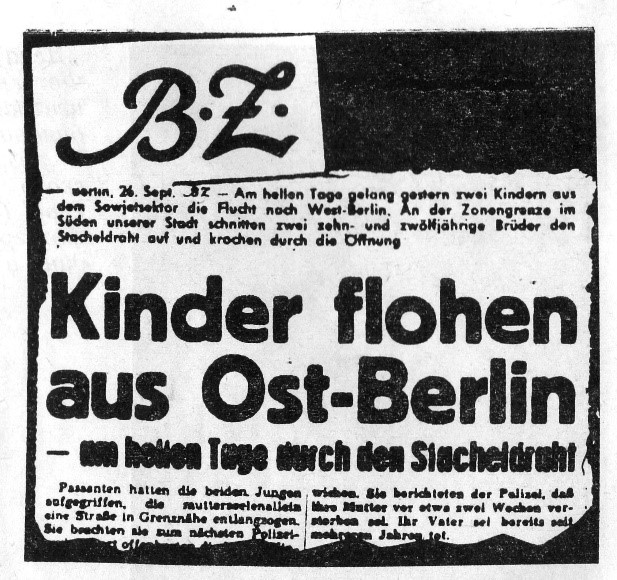 B·Z·
— Berlin, 26. Sept. BZ — Am hellen Tage gelang gestern zwei Kindern aus
dem Sowjetsektor die Flucht nach West-Berlin. An der Zonengrenze im
Süden unserer Stadt schnitten zwei zehn- und zwölfjährige Brüder den
Stacheldraht auf und krochen durch die Öffnung
Kinder flohen
aus Ost-Berlin
— am hellen Tage durch den Stacheldraht
Passanten hatten die beiden Jungen
aufgegriffen, die mutterseelenallein
eine Straße in Grenznähe entlangzogen.
Sie brachten sie zum nächsten Polizei-
wichen. Sie berichteten der Polizei, daß
ihre Mutter vor etwa zwei Wochen ver-
storben sei. Ihr Vater sei bereits seit
mehreren Jahren tot.